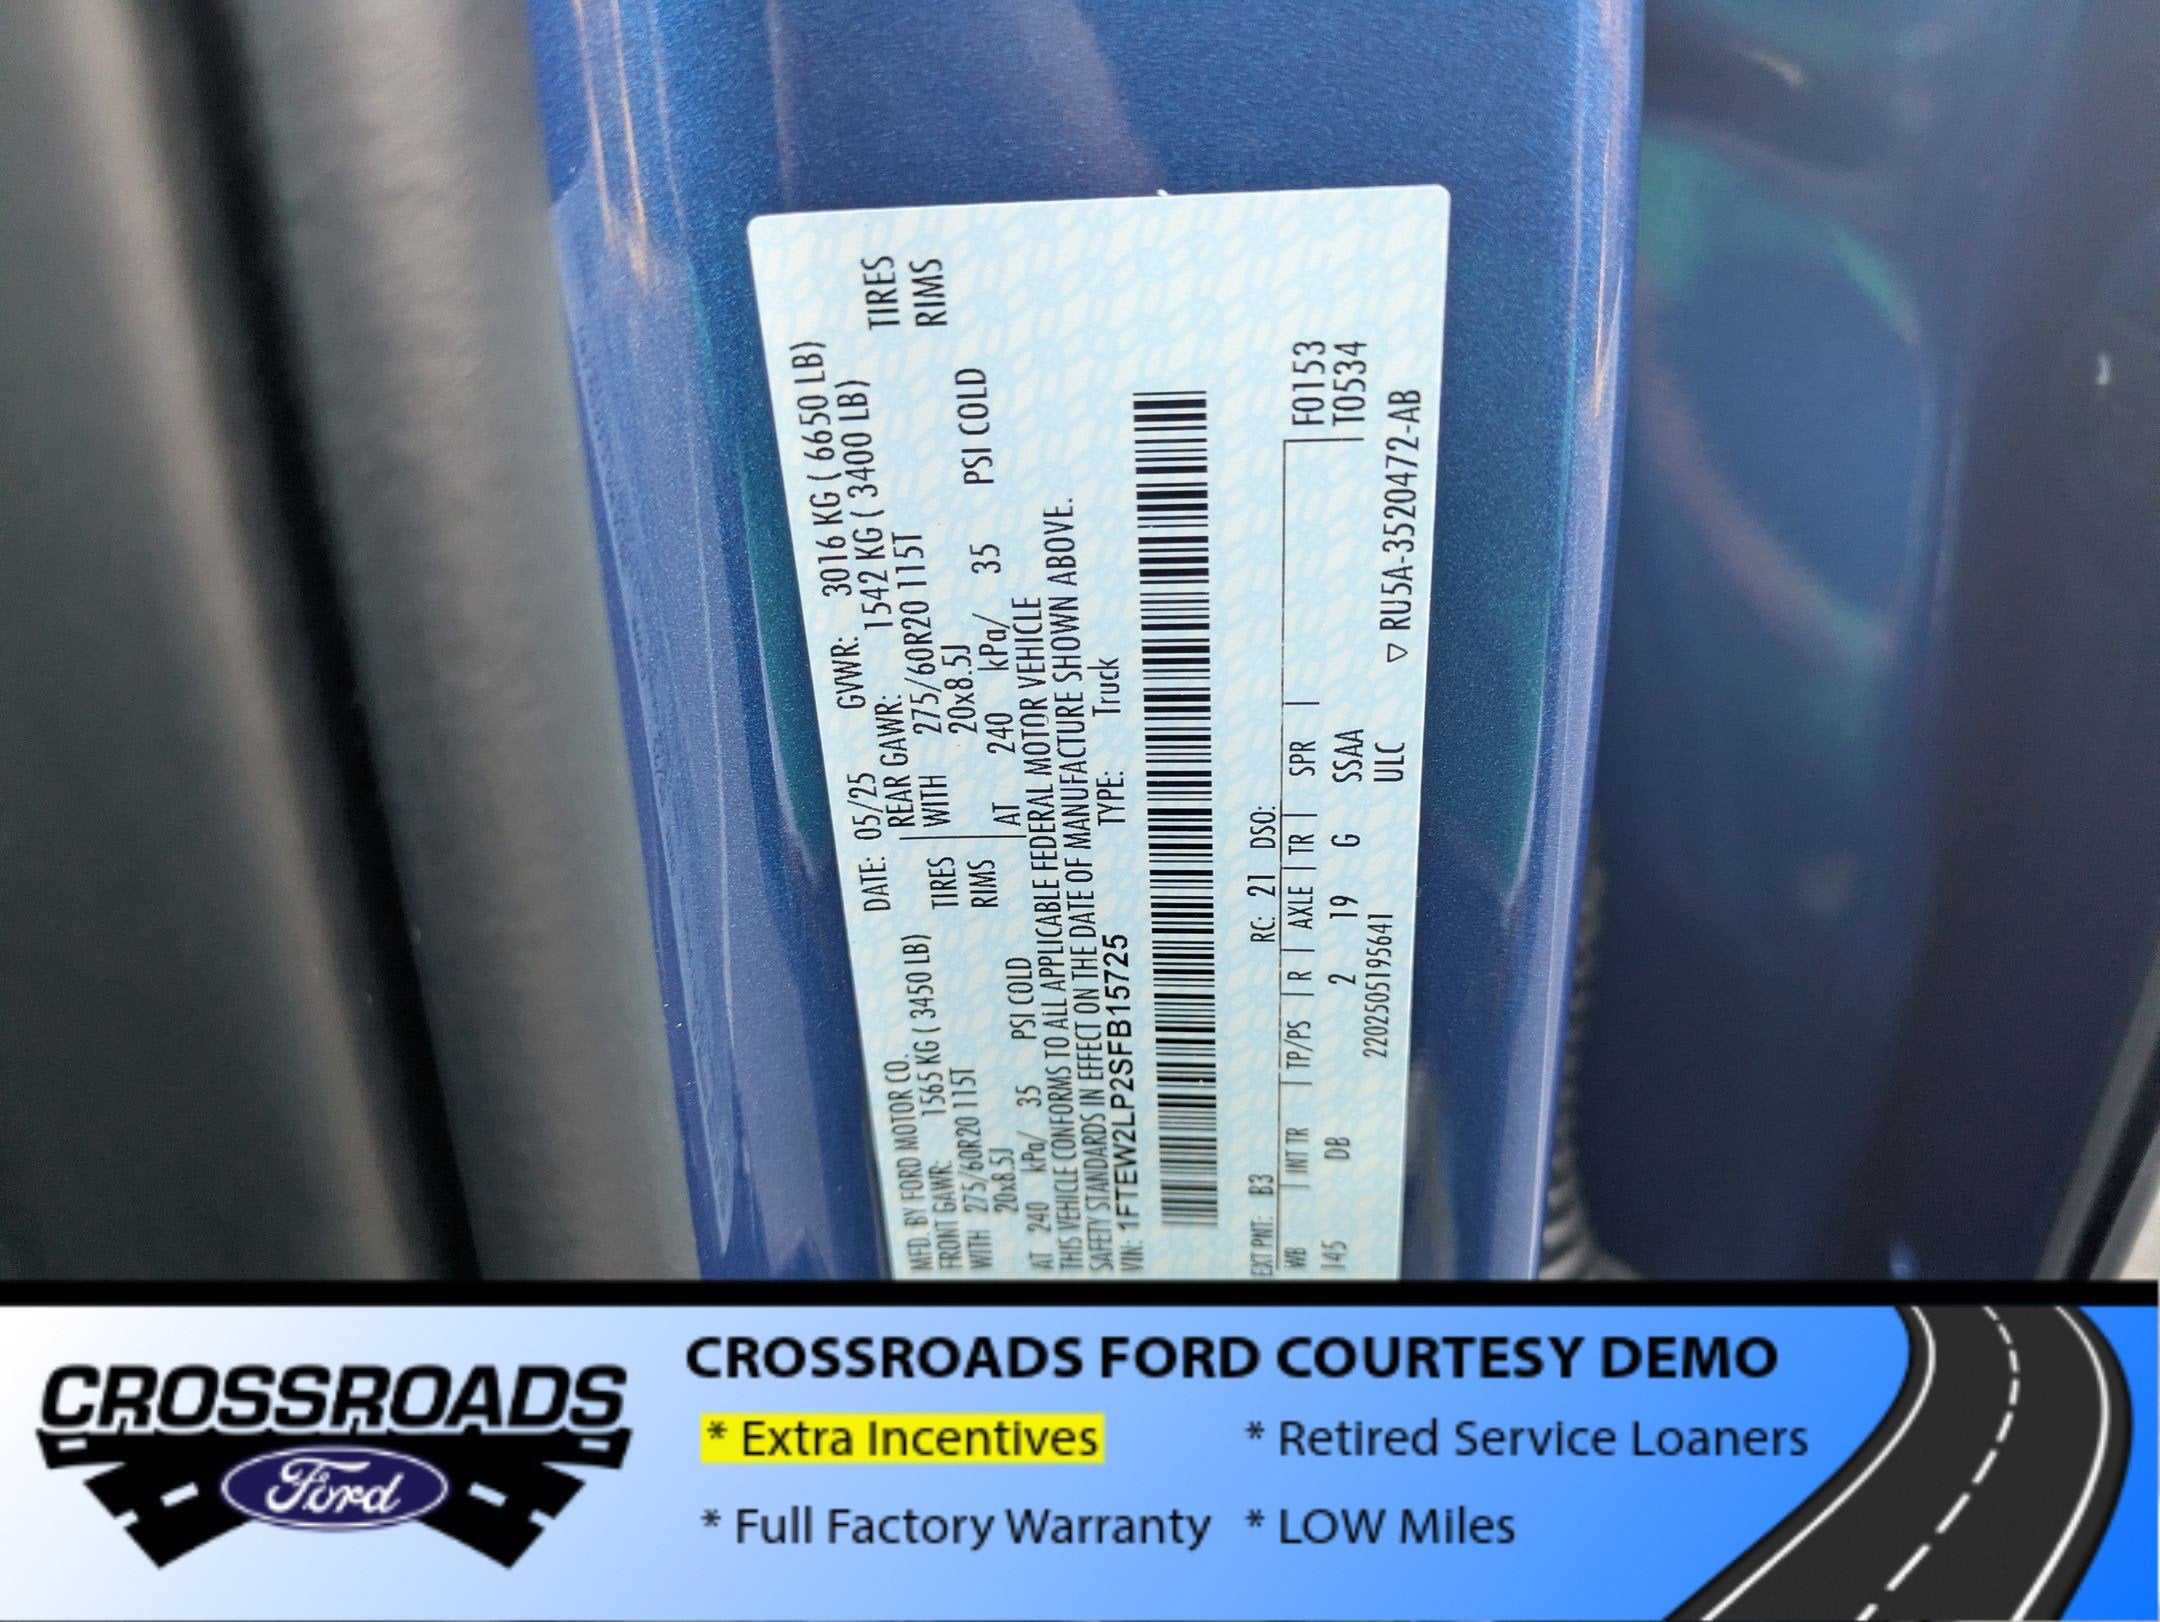 MFD. BY FORD MOTOR CO.
DATE: 05/25 GVWR: 3016 KG ( 6650 LB)
FRONT GAWR: 1565 KG ( 3450 LB) REAR GAWR: 1542 KG ( 3400 LB)
WITH 275/60R20 115T TIRES WITH 275/60R20 115T TIRES
20x8.5J RIMS 20x8.5J RIMS
AT 240 kPa/ 35 PSI COLD AT 240 kPa/ 35 PSI COLD
THIS VEHICLE CONFORMS TO ALL APPLICABLE FEDERAL MOTOR VEHICLE
SAFETY STANDARDS IN EFFECT ON THE DATE OF MANUFACTURE SHOWN ABOVE.
VIN: 1FTEW2LP2SFB15725 TYPE: Truck
EXT PNT: B3 RC: 21 DSO:
WB | INT TR | TP/PS | R | AXLE | TR | SPR | F0153
145 DB 2 19 G SSAA T0534
2202505195641 ULC ▽ RU5A-3520472-AB
CROSSROADS
Ford
CROSSROADS FORD COURTESY DEMO
* Extra Incentives * Retired Service Loaners
* Full Factory Warranty * LOW Miles